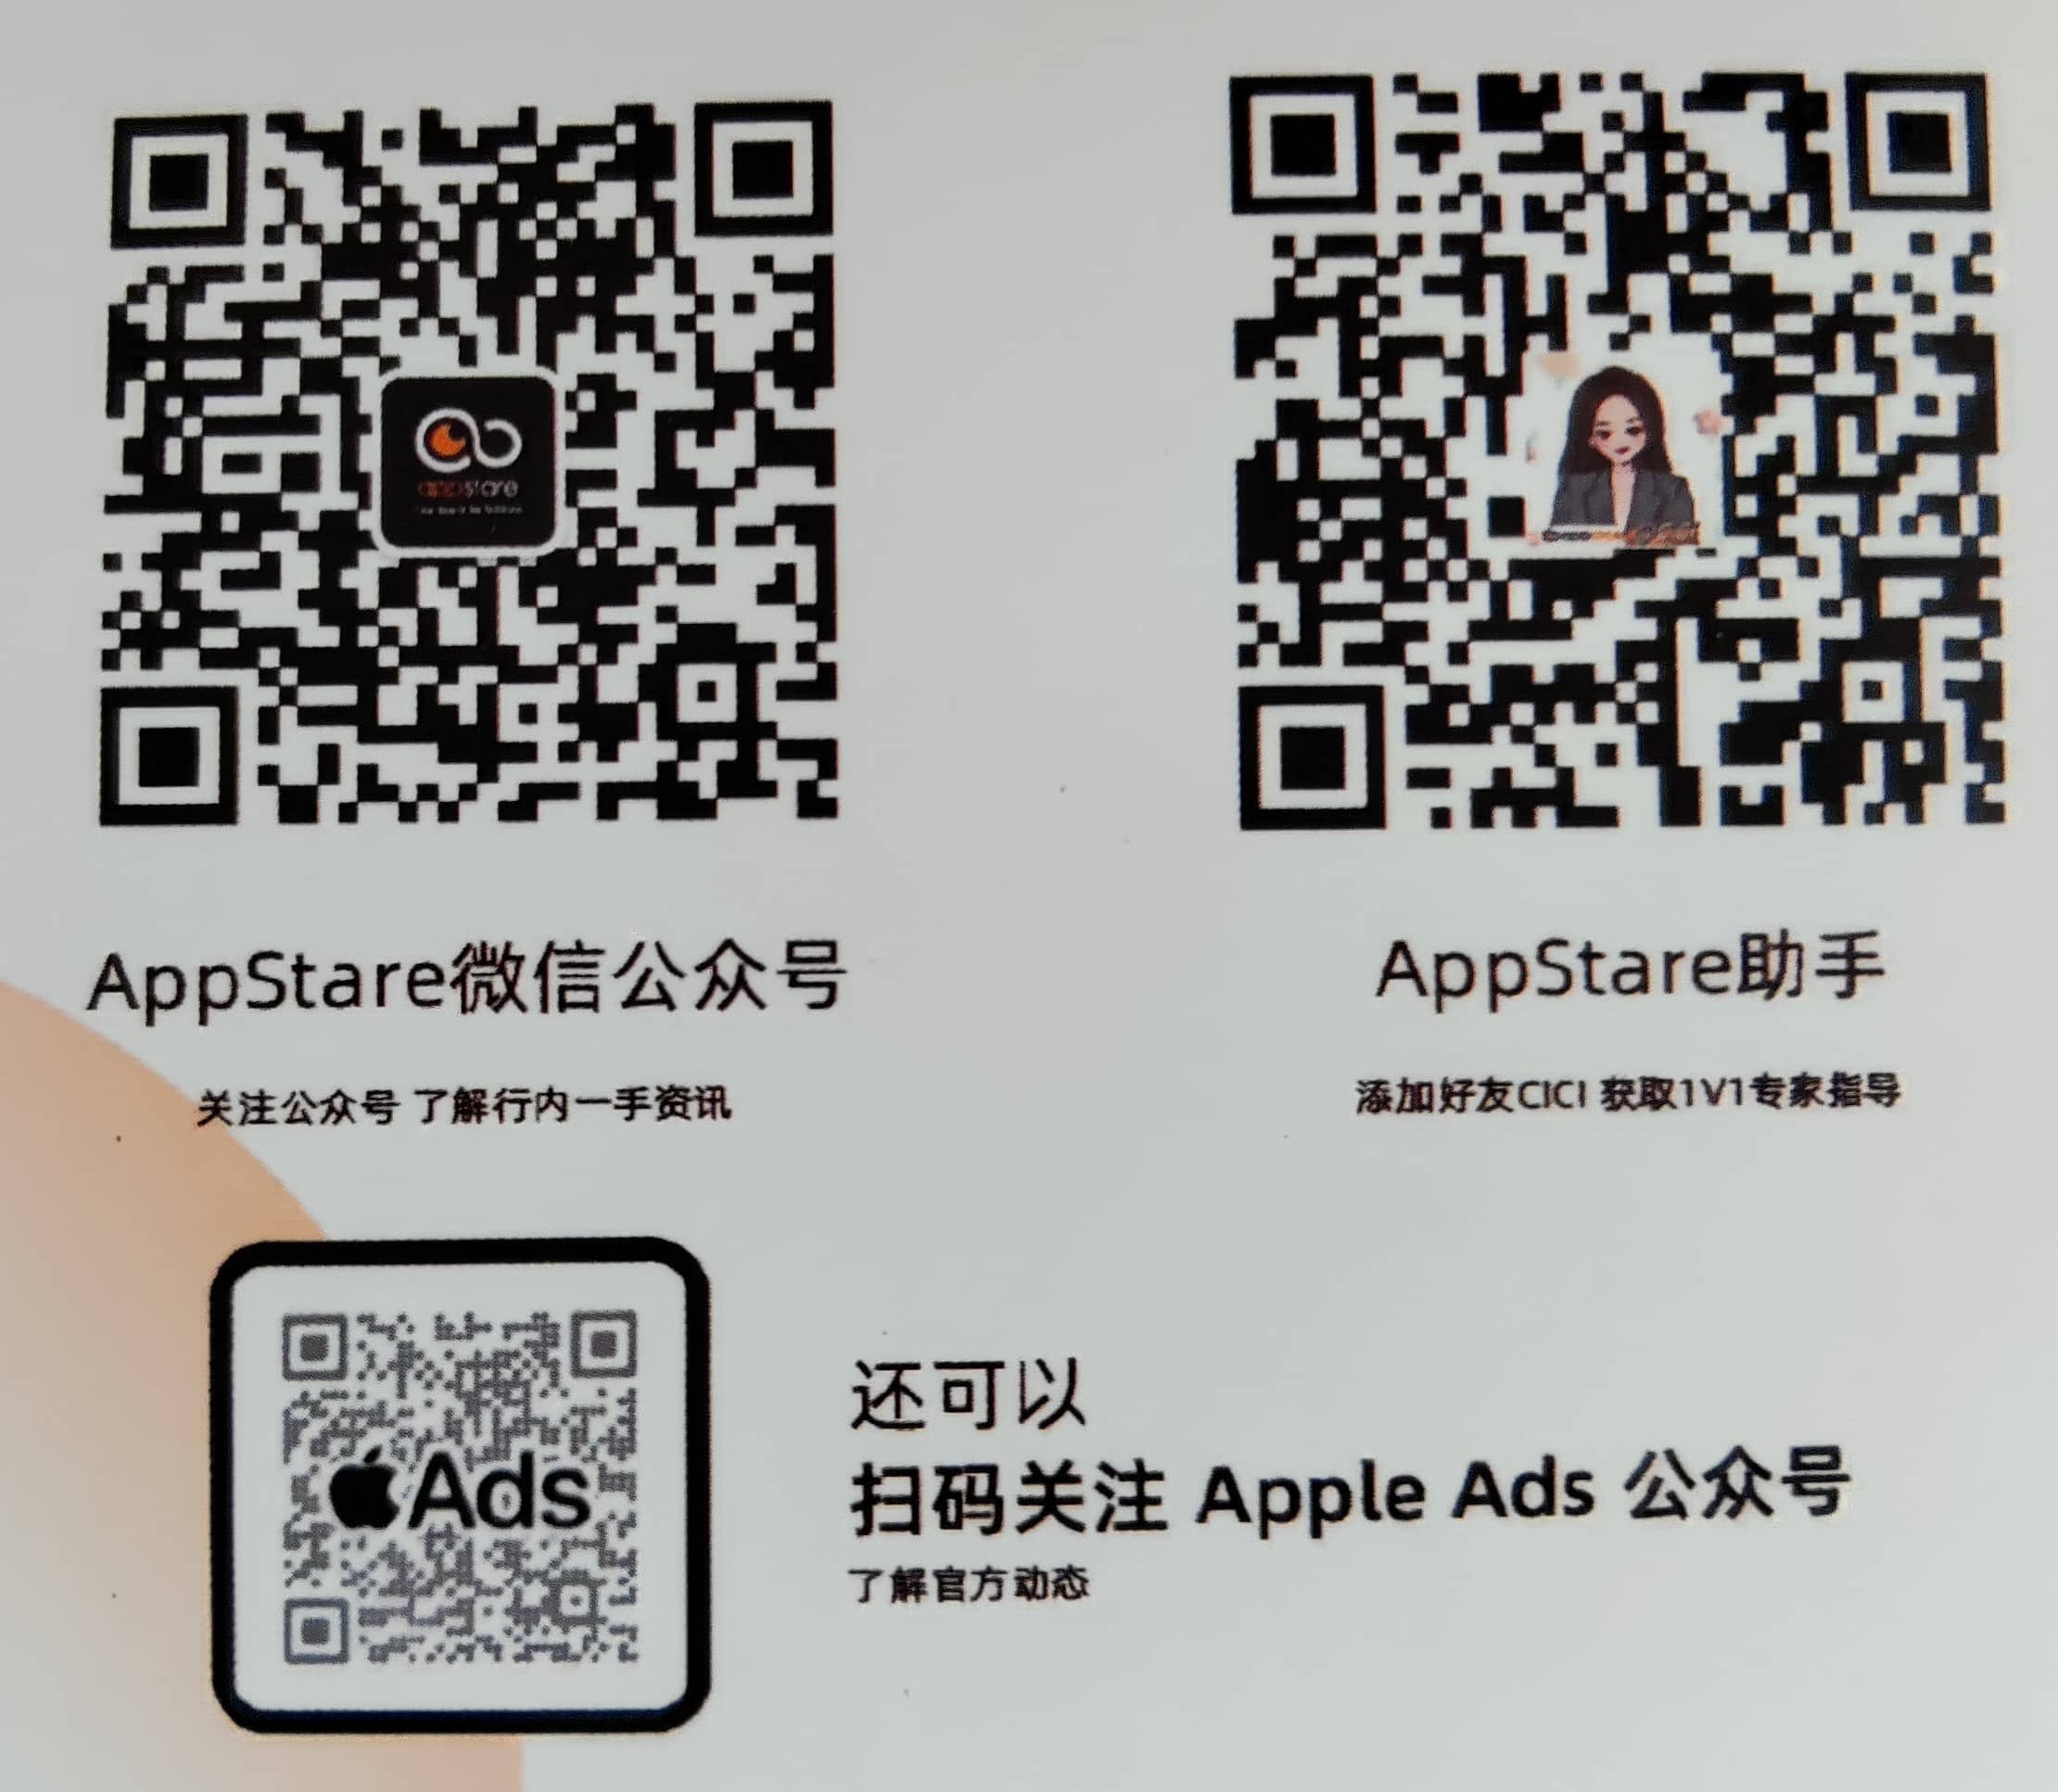 appstare
AppStare微信公众号
关注公众号 了解行内一手资讯
AppStare助手
添加好友CICI 获取1V1专家指导
Ads
还可以
扫码关注 Apple Ads 公众号
了解官方动态